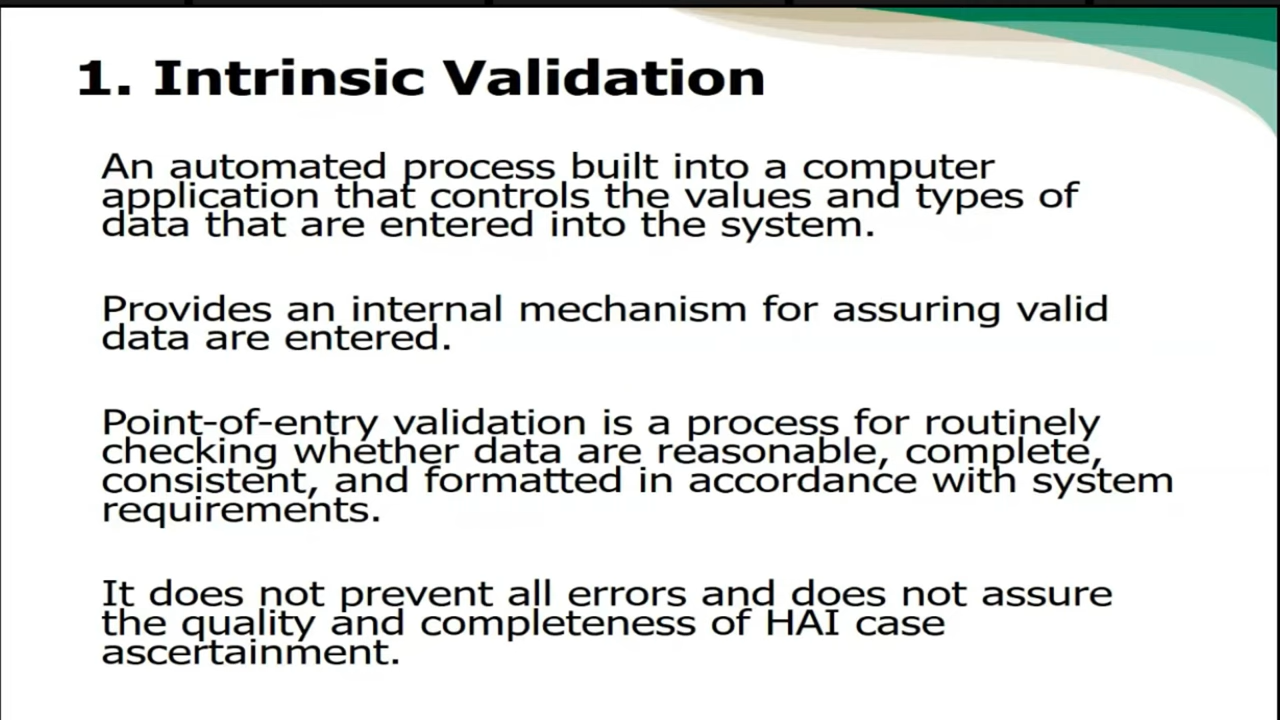 1. Intrinsic Validation
An automated process built into a computer
application that controls the values and types of
data that are entered into the system.
Provides an internal mechanism for assuring valid
data are entered.
Point-of-entry validation is a process for routinely
checking whether data are reasonable, complete,
consistent, and formatted in accordance with system
requirements.
It does not prevent all errors and does not assure
the quality and completeness of HAI case
ascertainment.